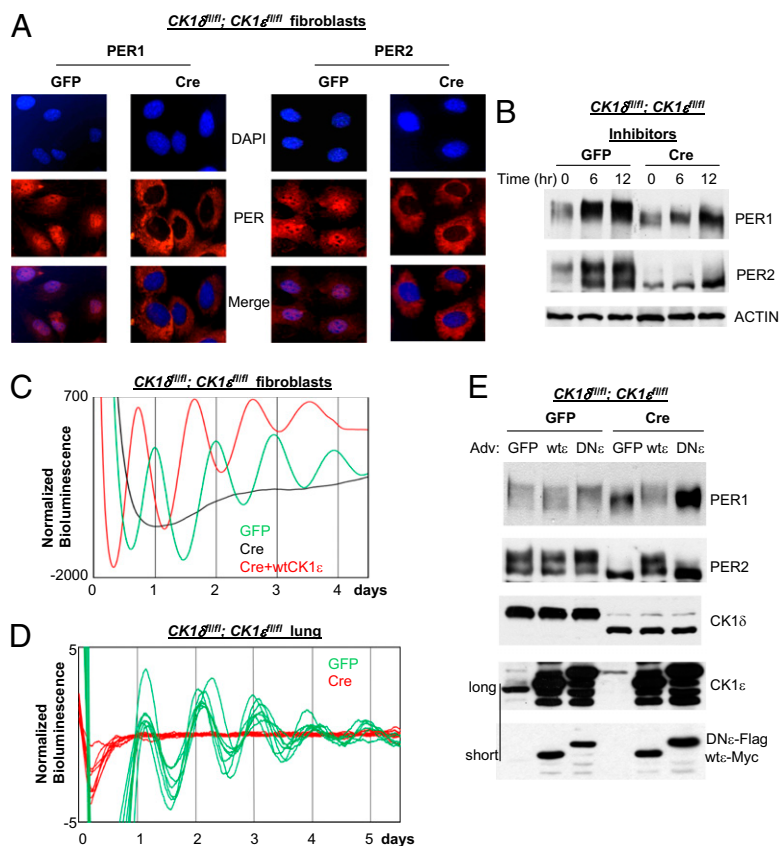 A
CK1δfl/fl; CK1εfl/fl fibroblasts
PER1
PER2
GFP
Cre
GFP
Cre
DAPI
PER
Merge
B
CK1δfl/fl; CK1εfl/fl
Inhibitors
GFP
Cre
Time (hr) 0 6 12 0 6 12
PER1
PER2
ACTIN
C
CK1δfl/fl; CK1εfl/fl fibroblasts
700
Normalized
Bioluminescence
-2000
GFP
Cre
Cre+wtCK1ε
0 1 2 3 4 days
D
CK1δfl/fl; CK1εfl/fl lung
5
Normalized
Bioluminescence
-5
GFP
Cre
0 1 2 3 4 5 days
E
CK1δfl/fl; CK1εfl/fl
GFP
Cre
Adv: GFP wtε DNε GFP wtε DNε
PER1
PER2
CK1δ
long
CK1ε
short
DNε-Flag
wtε-Myc